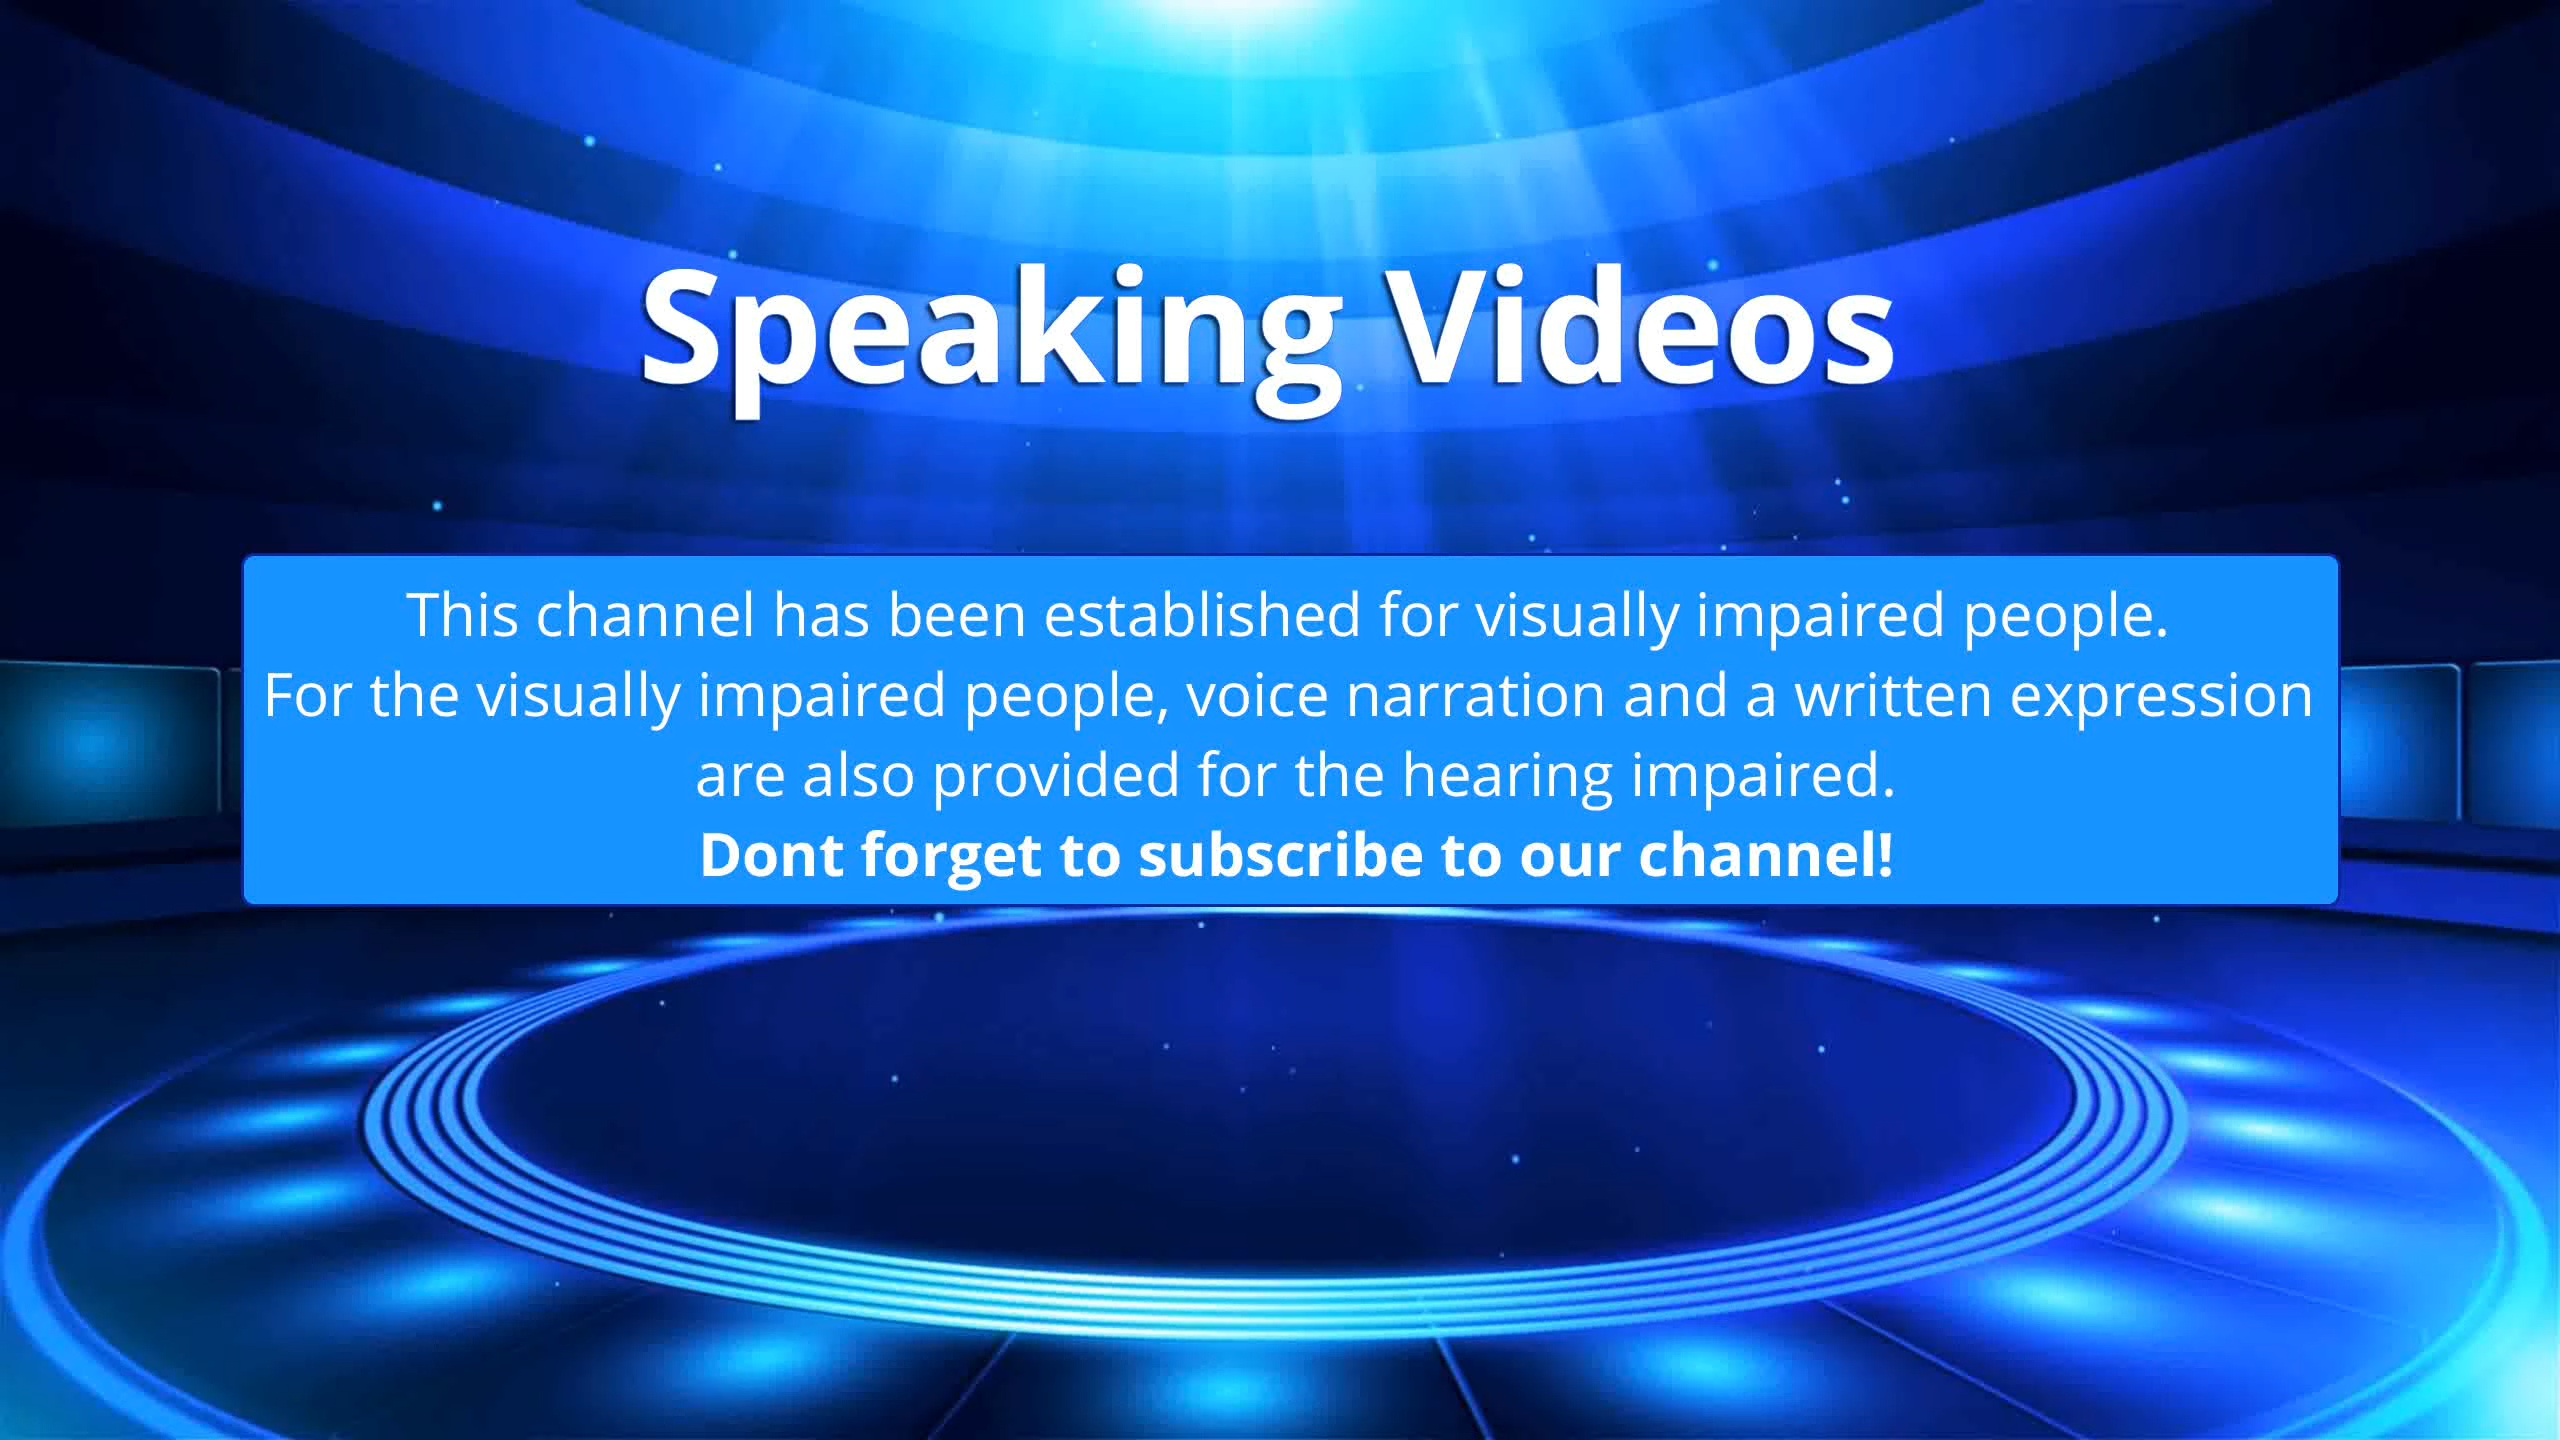 Speaking Videos
This channel has been established for visually impaired people.
For the visually impaired people, voice narration and a written expression
are also provided for the hearing impaired.
Dont forget to subscribe to our channel!